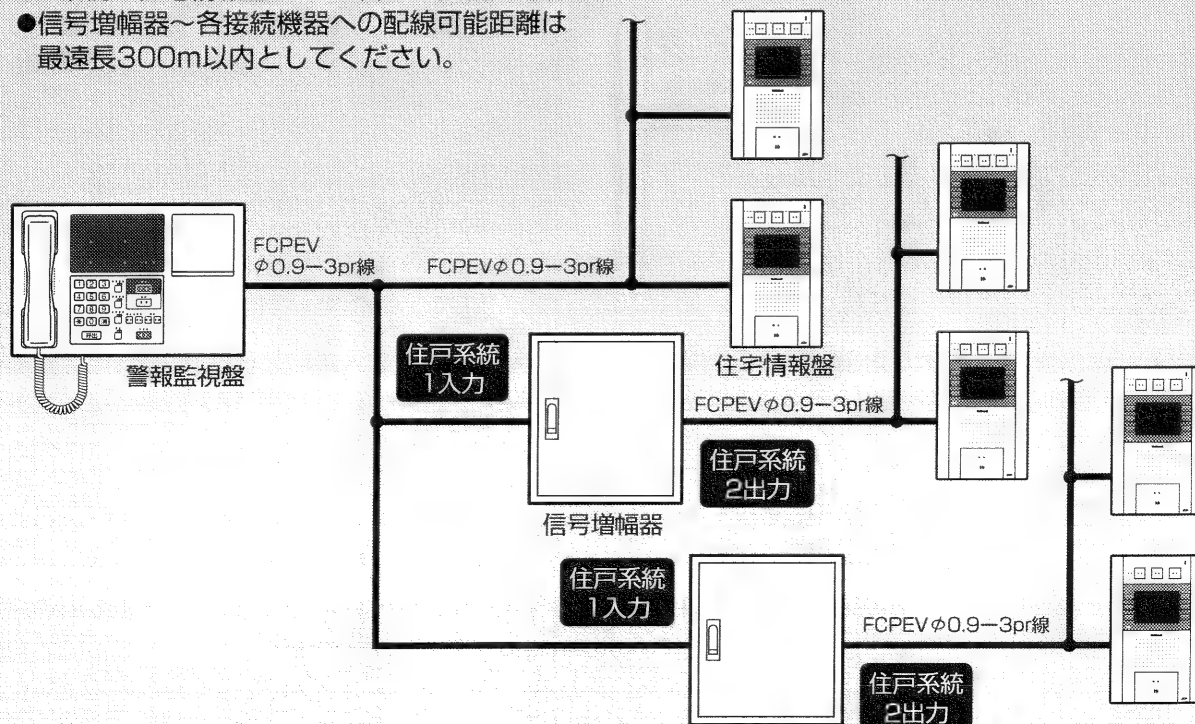 ●信号増幅器～各接続機器への配線可能距離は
最遠長300m以内としてください。
FCPEV
φ0.9－3pr線
FCPEVφ0.9－3pr線
警報監視盤
住戸系統
1入力
住宅情報盤
FCPEVφ0.9－3pr線
住戸系統
2出力
信号増幅器
住戸系統
1入力
FCPEVφ0.9－3pr線
住戸系統
2出力